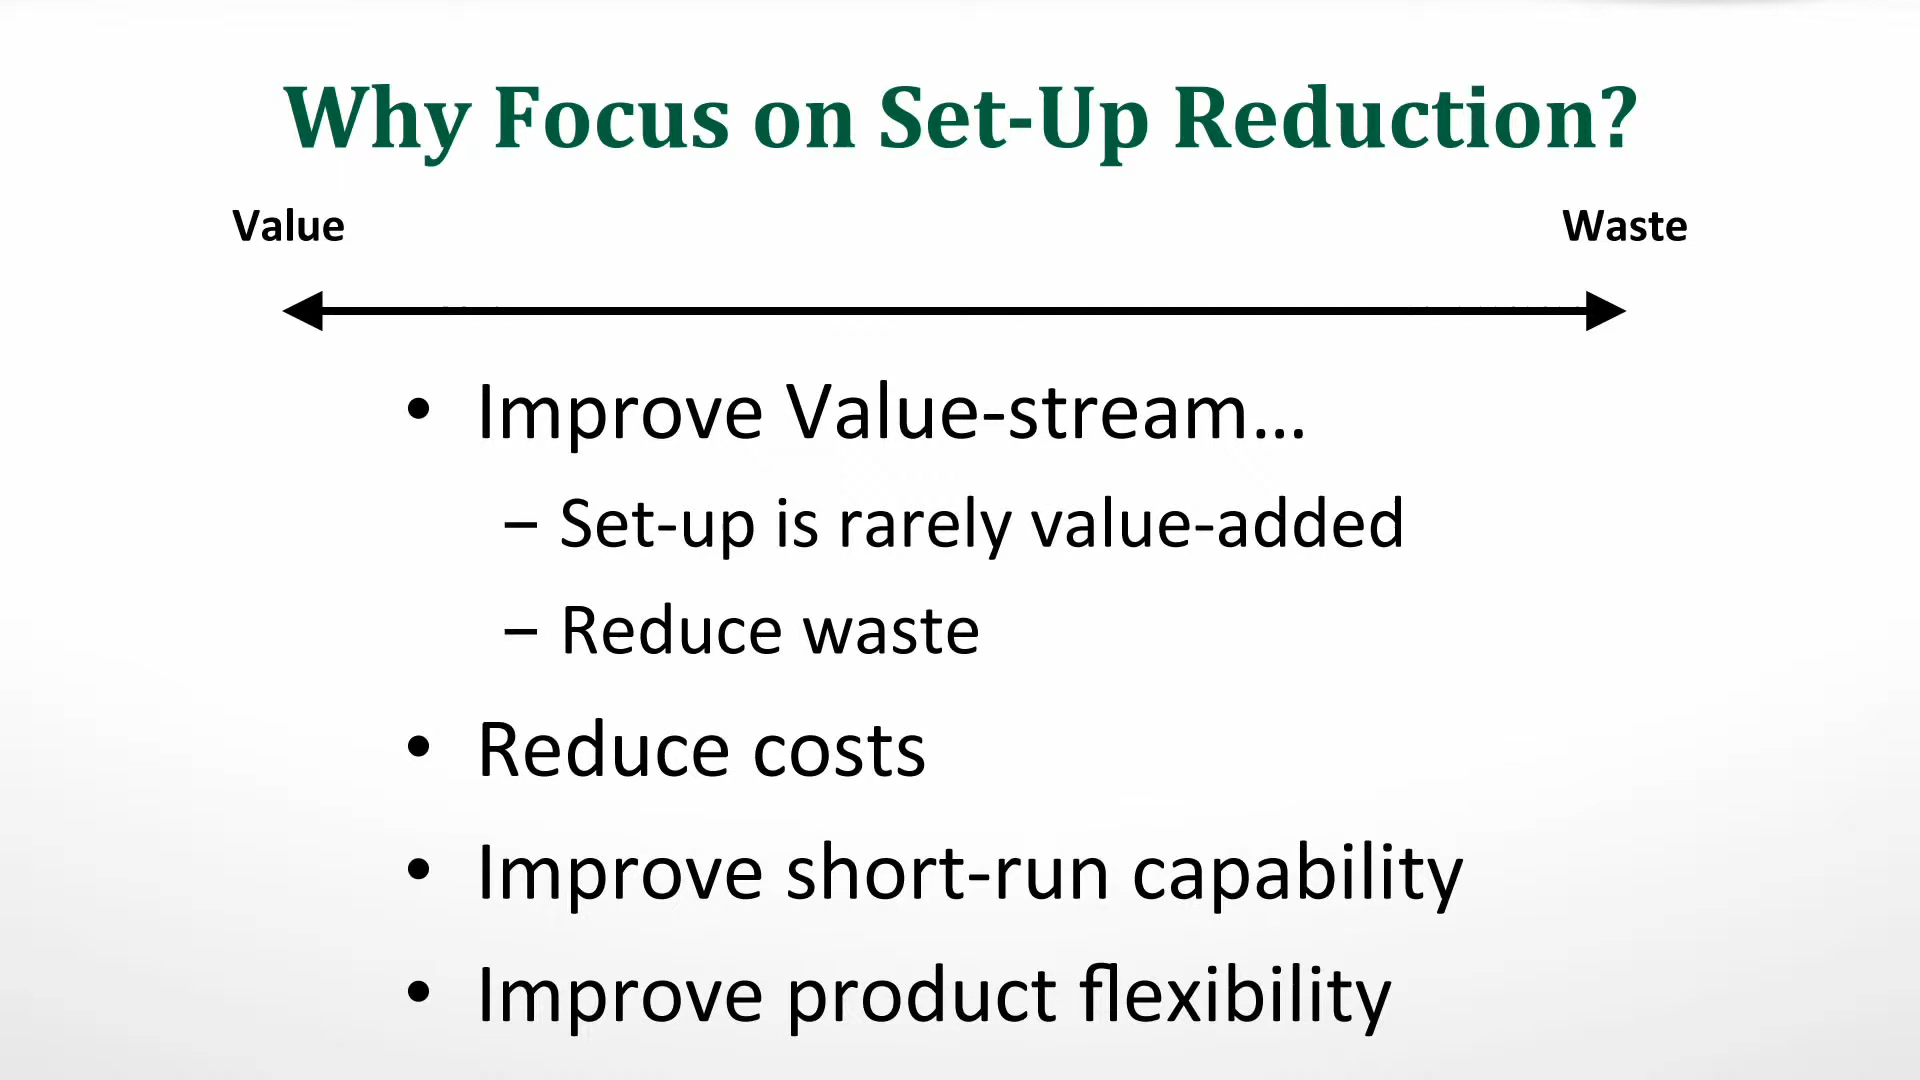 Why Focus on Set-Up Reduction?
Value Waste
• Improve Value-stream...
– Set-up is rarely value-added
– Reduce waste
• Reduce costs
• Improve short-run capability
• Improve product flexibility